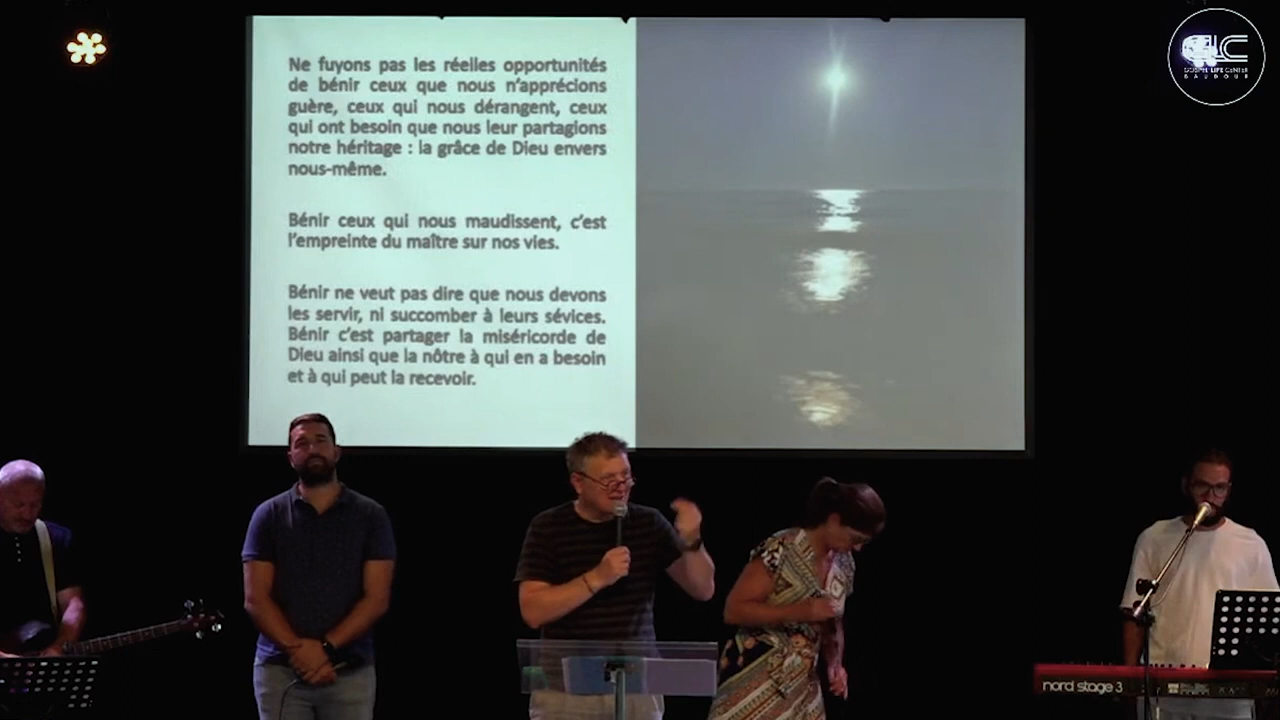 Ne fuyons pas les réelles opportunités
de bénir ceux que nous n'apprécions
guère, ceux qui nous dérangent, ceux
qui ont besoin que nous leur partagions
notre héritage : la grâce de Dieu envers
nous-même.
Bénir ceux qui nous maudissent, c'est
l'empreinte du maître sur nos vies.
Bénir ne veut pas dire que nous devons
les servir, ni succomber à leurs sévices.
Bénir c'est partager la miséricorde de
Dieu ainsi que la nôtre à qui en a besoin
et à qui peut la recevoir.
GLC
GOSPEL LIFE CENTER
BAUDOUR
nord stage 3